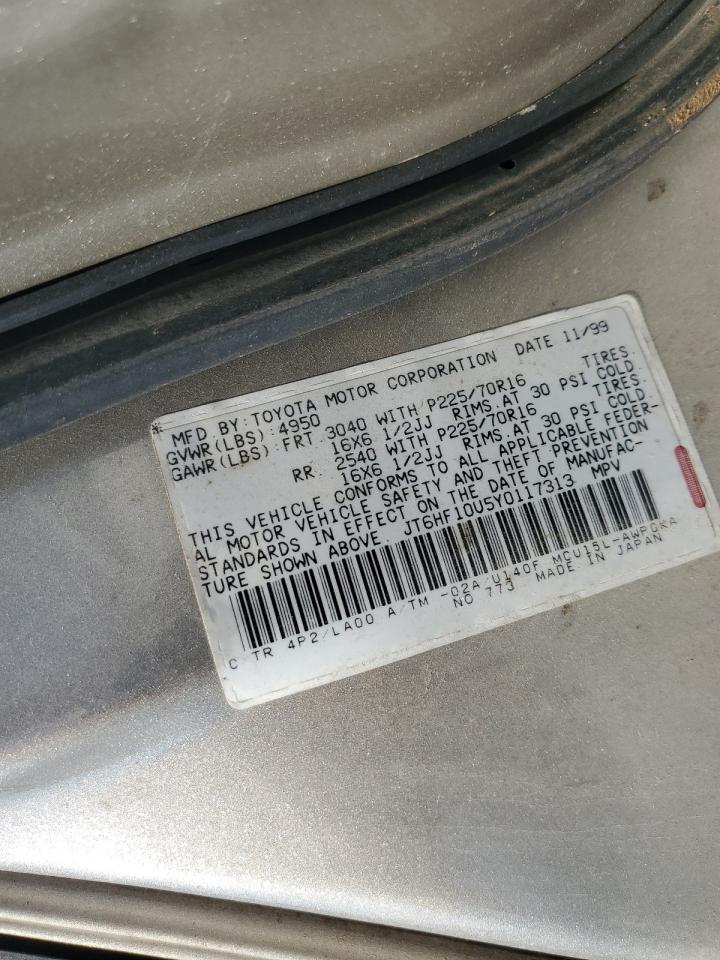 MFD BY: TOYOTA MOTOR CORPORATION DATE 11/99
GVWR(LBS):4950
GAWR(LBS): FRT 3040 WITH P225/70R16 TIRES.
16X6 1/2JJ RIMS.AT 30 PSI COLD.
RR. 2540 WITH P225/70R16 TIRES.
16X6 1/2JJ RIMS.AT 30 PSI COLD.
THIS VEHICLE CONFORMS TO ALL APPLICABLE FEDER-
AL MOTOR VEHICLE SAFETY AND THEFT PREVENTION
STANDARDS IN EFFECT ON THE DATE OF MANUFAC-
TURE SHOWN ABOVE. JT6HF10U5Y0117313 MPV
C TR 4P2/LA00 A/TM -02A/U140F MCU15L-AWPGKA
NO 773 MADE IN JAPAN